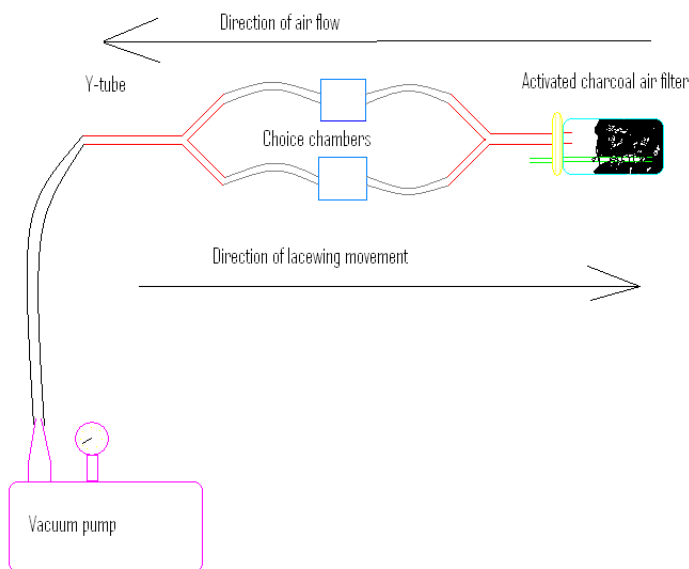 Direction of air flow
Y-tube
Activated charcoal air filter
Choice chambers
Direction of lacewing movement
Vacuum pump